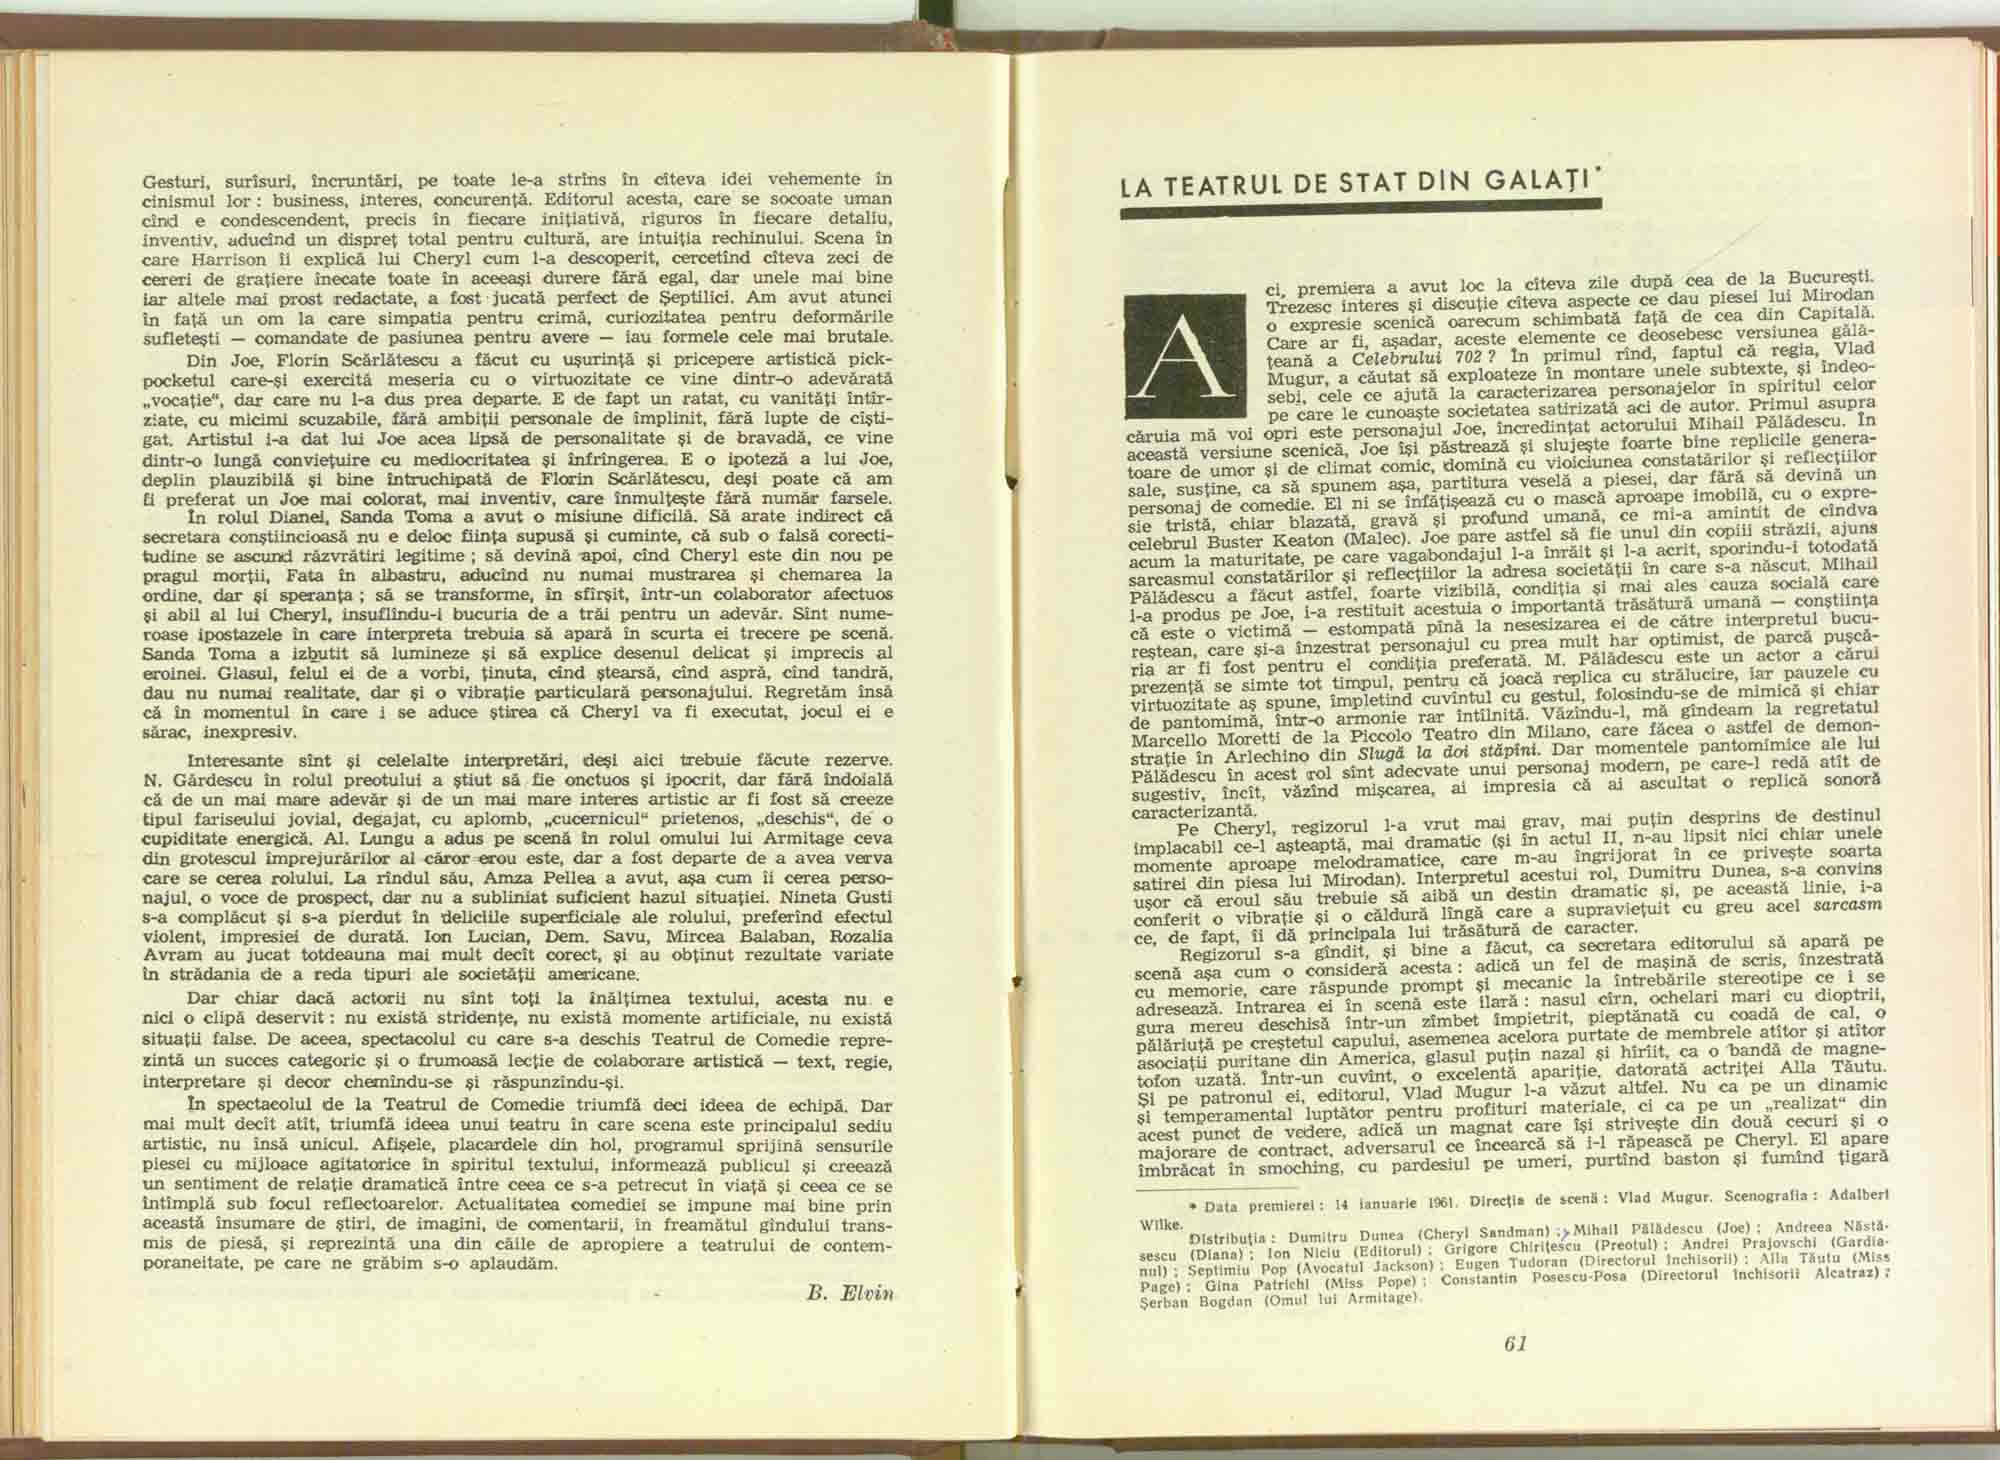 Gesturi, surîsuri, încruntări, pe toate le-a strîns în cîteva idei vehemente în
cinismul lor : business, interes, concurență. Editorul acesta, care se socoate uman
cînd e condescendent, precis în fiecare inițiativă, riguros în fiecare detaliu,
inventiv, aducînd un dispreț total pentru cultură, are intuiția rechinului. Scena în
care Harrison îi explică lui Cheryl cum l-a descoperit, cercetînd cîteva zeci de
cereri de grațiere înecate toate în aceeași durere fără egal, dar unele mai bine
iar altele mai prost redactate, a fost jucată perfect de Șeptilici. Am avut atunci
în față un om la care simpatia pentru crimă, curiozitatea pentru deformările
sufletești — comandate de pasiunea pentru avere — iau formele cele mai brutale.
Din Joe, Florin Scărlătescu a făcut cu ușurință și pricepere artistică pick-
pocketul care-și exercită meseria cu o virtuozitate ce vine dintr-o adevărată
„vocație“, dar care nu l-a dus prea departe. E de fapt un ratat, cu vanități întîr-
ziate, cu micimi scuzabile, fără ambiții personale de împlinit, fără lupte de cîști-
gat. Artistul i-a dat lui Joe acea lipsă de personalitate și de bravadă, ce vine
dintr-o lungă conviețuire cu mediocritatea și înfrîngerea. E o ipoteză a lui Joe,
deplin plauzibilă și bine întruchipată de Florin Scărlătescu, deși poate că am
fi preferat un Joe mai colorat, mai inventiv, care înmulțește fără număr farsele.
În rolul Dianei, Sanda Toma a avut o misiune dificilă. Să arate indirect că
secretara conștiincioasă nu e deloc ființa supusă și cuminte, că sub o falsă corecti-
tudine se ascund răzvrătiri legitime ; să devină apoi, cînd Cheryl este din nou pe
pragul morții, Fata în albastru, aducînd nu numai mustrarea și chemarea la
ordine, dar și speranța ; să se transforme, în sfîrșit, într-un colaborator afectuos
și abil al lui Cheryl, insuflîndu-i bucuria de a trăi pentru un adevăr. Sînt nume-
roase ipostazele în care interpreta trebuia să apară în scurta ei trecere pe scenă.
Sanda Toma a izbutit să lumineze și să explice desenul delicat și imprecis al
eroinei. Glasul, felul ei de a vorbi, ținuta, cînd ștearsă, cînd aspră, cînd tandră,
dau nu numai realitate, dar și o vibrație particulară personajului. Regretăm însă
că în momentul în care i se aduce știrea că Cheryl va fi executat, jocul ei e
sărac, inexpresiv.
Interesante sînt și celelalte interpretări, deși aici trebuie făcute rezerve.
N. Gărdescu în rolul preotului a știut să fie onctuos și ipocrit, dar fără îndoială
că de un mai mare adevăr și de un mai mare interes artistic ar fi fost să creeze
tipul fariseului jovial, degajat, cu aplomb, „cucernicul“ prietenos, „deschis“, de o
cupiditate energică. Al. Lungu a adus pe scenă în rolul omului lui Armitage ceva
din grotescul împrejurărilor al căror erou este, dar a fost departe de a avea verva
care se cerea rolului. La rîndul său, Amza Pellea a avut, așa cum îi cerea perso-
najul, o voce de prospect, dar nu a subliniat suficient hazul situației. Nineta Gusti
s-a complăcut și s-a pierdut în deliciile superficiale ale rolului, preferînd efectul
violent, impresiei de durată. Ion Lucian, Dem. Savu, Mircea Balaban, Rozalia
Avram au jucat totdeauna mai mult decît corect, și au obținut rezultate variate
în strădania de a reda tipuri ale societății americane.
Dar chiar dacă actorii nu sînt toți la înălțimea textului, acesta nu e
nici o clipă deservit : nu există stridențe, nu există momente artificiale, nu există
situații false. De aceea, spectacolul cu care s-a deschis Teatrul de Comedie repre-
zintă un succes categoric și o frumoasă lecție de colaborare artistică — text, regie,
interpretare și decor chemîndu-se și răspunzîndu-și.
În spectacolul de la Teatrul de Comedie triumfă deci ideea de echipă. Dar
mai mult decît atît, triumfă ideea unui teatru în care scena este principalul sediu
artistic, nu însă unicul. Afișele, placardele din hol, programul sprijină sensurile
piesei cu mijloace agitatorice în spiritul textului, informează publicul și creează
un sentiment de relație dramatică între ceea ce s-a petrecut în viață și ceea ce se
întîmplă sub focul reflectoarelor. Actualitatea comediei se impune mai bine prin
această însumare de știri, de imagini, de comentarii, în freamătul gîndului trans-
mis de piesă, și reprezintă una din căile de apropiere a teatrului de contem-
poraneitate, pe care ne grăbim s-o aplaudăm.
B. Elvin
LA TEATRUL DE STAT DIN GALAȚI*
A
ci, premiera a avut loc la cîteva zile după cea de la București.
Trezesc interes și discuție cîteva aspecte ce dau piesei lui Mirodan
o expresie scenică oarecum schimbată față de cea din Capitală.
Care ar fi, așadar, aceste elemente ce deosebesc versiunea gălă-
țeană a Celebrului 702 ? În primul rînd, faptul că regia, Vlad
Mugur, a căutat să exploateze în montare unele subtexte, și îndeo-
sebi, cele ce ajută la caracterizarea personajelor în spiritul celor
pe care le cunoaște societatea satirizată aci de autor. Primul asupra
căruia mă voi opri este personajul Joe, încredințat actorului Mihail Pălădescu. În
această versiune scenică, Joe își păstrează și slujește foarte bine replicile genera-
toare de umor și de climat comic, domină cu vioiciunea constatărilor și reflecțiilor
sale, susține, ca să spunem așa, partitura veselă a piesei, dar fără să devină un
personaj de comedie. El ni se înfățișează cu o mască aproape imobilă, cu o expre-
sie tristă, chiar blazată, gravă și profund umană, ce mi-a amintit de cîndva
celebrul Buster Keaton (Malec). Joe pare astfel să fie unul din copiii străzii, ajuns
acum la maturitate, pe care vagabondajul l-a înrăit și l-a acrit, sporindu-i totodată
sarcasmul constatărilor și reflecțiilor la adresa societății în care s-a născut. Mihail
Pălădescu a făcut astfel, foarte vizibilă, condiția și mai ales cauza socială care
l-a produs pe Joe, i-a restituit acestuia o importantă trăsătură umană — conștiința
că este o victimă — estompată pînă la nesesizarea ei de către interpretul bucu-
reștean, care și-a înzestrat personajul cu prea mult har optimist, de parcă pușcă-
ria ar fi fost pentru el condiția preferată. M. Pălădescu este un actor a cărui
prezență se simte tot timpul, pentru că joacă replica cu strălucire, iar pauzele cu
virtuozitate aș spune, împletind cuvîntul cu gestul, folosindu-se de mimică și chiar
de pantomimă, într-o armonie rar întîlnită. Văzîndu-l, mă gîndeam la regretatul
Marcello Moretti de la Piccolo Teatro din Milano, care făcea o astfel de demon-
strație în Arlechino din Slugă la doi stăpîni. Dar momentele pantomimice ale lui
Pălădescu în acest rol sînt adecvate unui personaj modern, pe care-l redă atît de
sugestiv, încît, văzînd mișcarea, ai impresia că ai ascultat o replică sonoră
caracterizantă.
Pe Cheryl, regizorul l-a vrut mai grav, mai puțin desprins de destinul
implacabil ce-l așteaptă, mai dramatic (și în actul II, n-au lipsit nici chiar unele
momente aproape melodramatice, care m-au îngrijorat în ce privește soarta
satirei din piesa lui Mirodan). Interpretul acestui rol, Dumitru Dunea, s-a convins
ușor că eroul său trebuie să aibă un destin dramatic și, pe această linie, i-a
conferit o vibrație și o căldură lîngă care a supraviețuit cu greu acel sarcasm
ce, de fapt, îi dă principala lui trăsătură de caracter.
Regizorul s-a gîndit, și bine a făcut, ca secretara editorului să apară pe
scenă așa cum o consideră acesta : adică un fel de mașină de scris, înzestrată
cu memorie, care răspunde prompt și mecanic la întrebările stereotipe ce i se
adresează. Intrarea ei în scenă este ilară : nasul cîrn, ochelari mari cu dioptrii,
gura mereu deschisă într-un zîmbet împietrit, pieptănată cu coadă de cal, o
pălăriuță pe creștetul capului, asemenea acelora purtate de membrele atîtor și atîtor
asociații puritane din America, glasul puțin nazal și hîrîit, ca o bandă de magne-
tofon uzată. Într-un cuvînt, o excelentă apariție, datorată actriței Alla Tăutu.
Și pe patronul ei, editorul, Vlad Mugur l-a văzut altfel. Nu ca pe un dinamic
și temperamental luptător pentru profituri materiale, ci ca pe un „realizat“ din
acest punct de vedere, adică un magnat care își strivește din două cecuri și o
majorare de contract, adversarul ce încearcă să i-l răpească pe Cheryl. El apare
îmbrăcat în smoching, cu pardesiul pe umeri, purtînd baston și fumînd țigară
* Data premierei : 14 ianuarie 1961. Direcția de scenă : Vlad Mugur. Scenografia : Adalbert
Wilke.
Distribuția : Dumitru Dunea (Cheryl Sandman) ; Mihail Pălădescu (Joe) ; Andreea Năstă-
sescu (Diana) ; Ion Niciu (Editorul) ; Grigore Chirițescu (Preotul) ; Andrei Prajovschi (Gardia-
nul) ; Septimiu Pop (Avocatul Jackson) ; Eugen Tudoran (Directorul închisorii) ; Alla Tăutu (Miss
Page) ; Gina Patrichi (Miss Pope) ; Constantin Posescu-Posa (Directorul închisorii Alcatraz) ;
Șerban Bogdan (Omul lui Armitage).
61